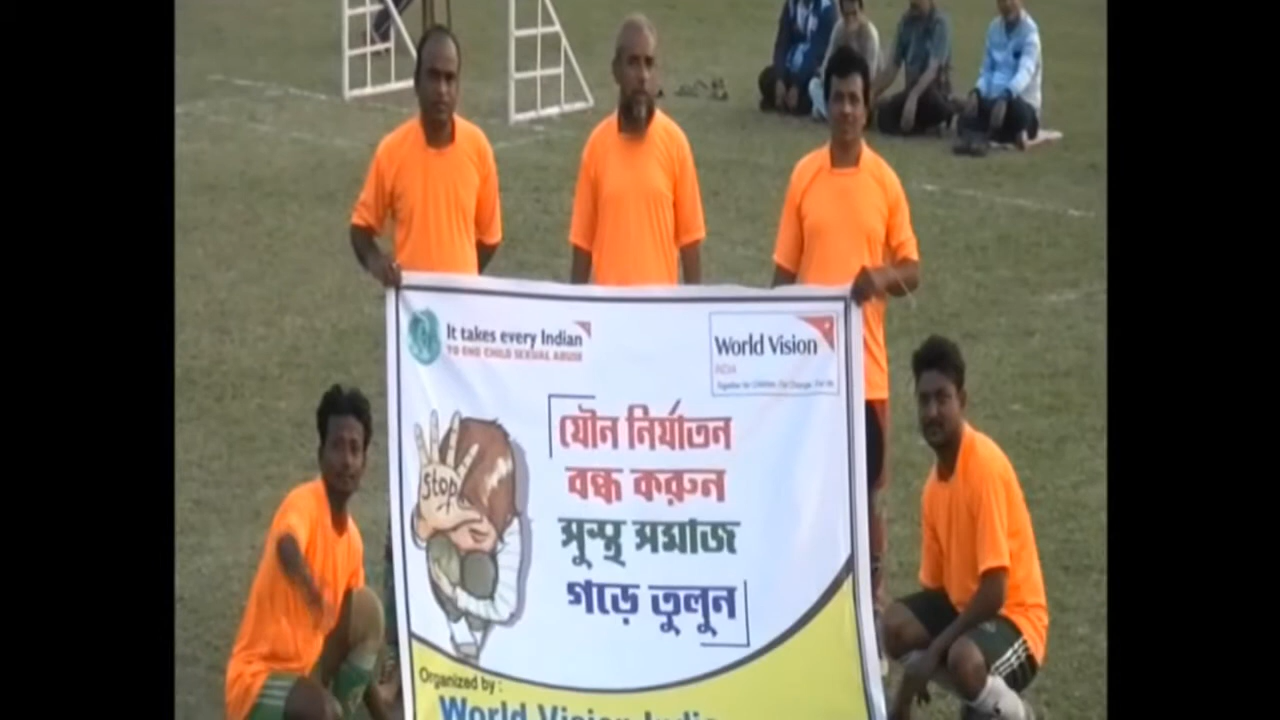 It takes every Indian
TO END CHILD SEXUAL ABUSE
World Vision
INDIA
যৌন নির্যাতন
বন্ধ করুন
সুস্থ সমাজ
গড়ে তুলুন
Stop
Organized by :
World Vision India